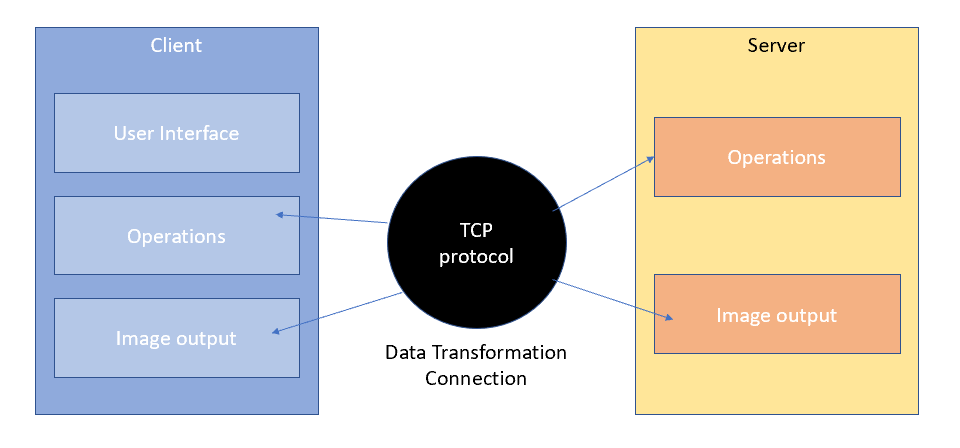 Client
User Interface
Operations
Image output
TCP
protocol
Data Transformation
Connection
Server
Operations
Image output